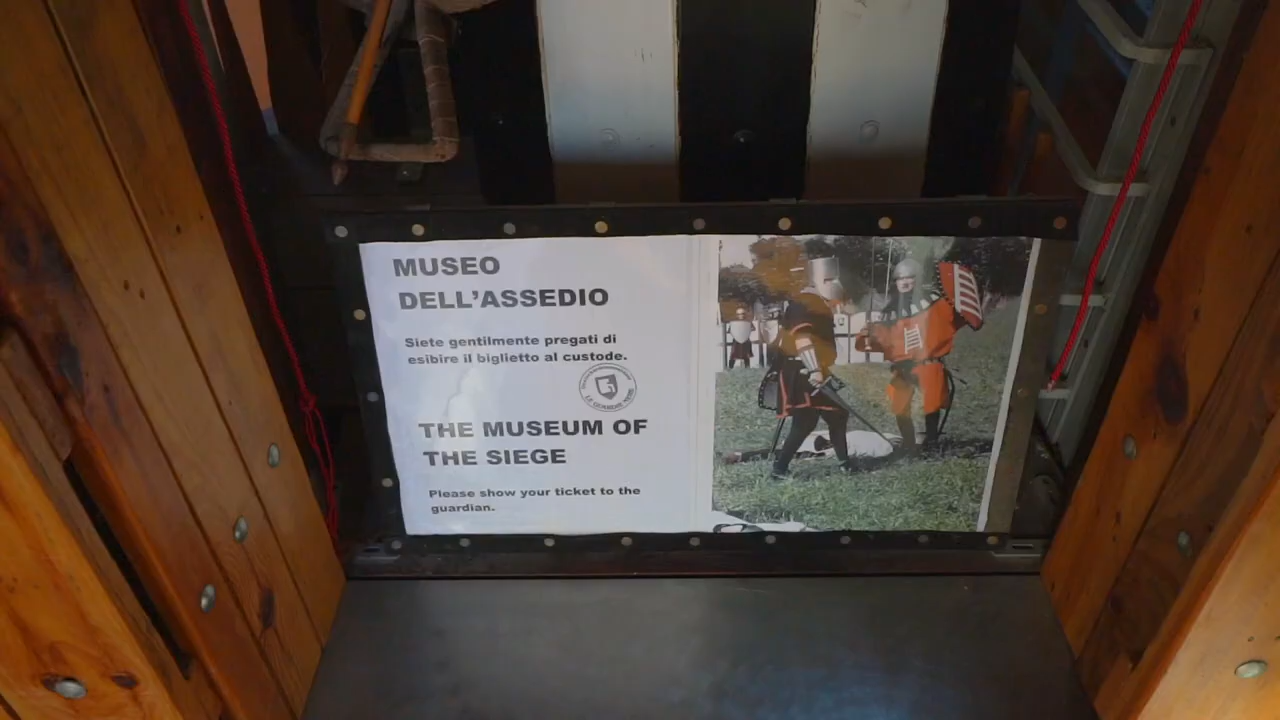 MUSEO
DELL'ASSEDIO
Siete gentilmente pregati di
esibire il biglietto al custode.
THE MUSEUM OF
THE SIEGE
Please show your ticket to the
guardian.